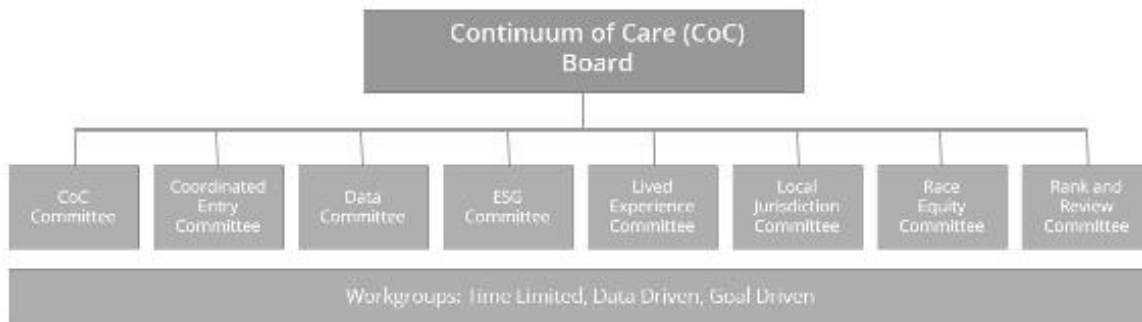 Continuum of Care (CoC)
Board
CoC
Committee
Coordinated
Entry
Committee
Data
Committee
ESG
Committee
Lived
Experience
Committee
Local
Jurisdiction
Committee
Race
Equity
Committee
Rank and
Review
Committee
Workgroups: Time Limited, Data Driven, Goal Driven